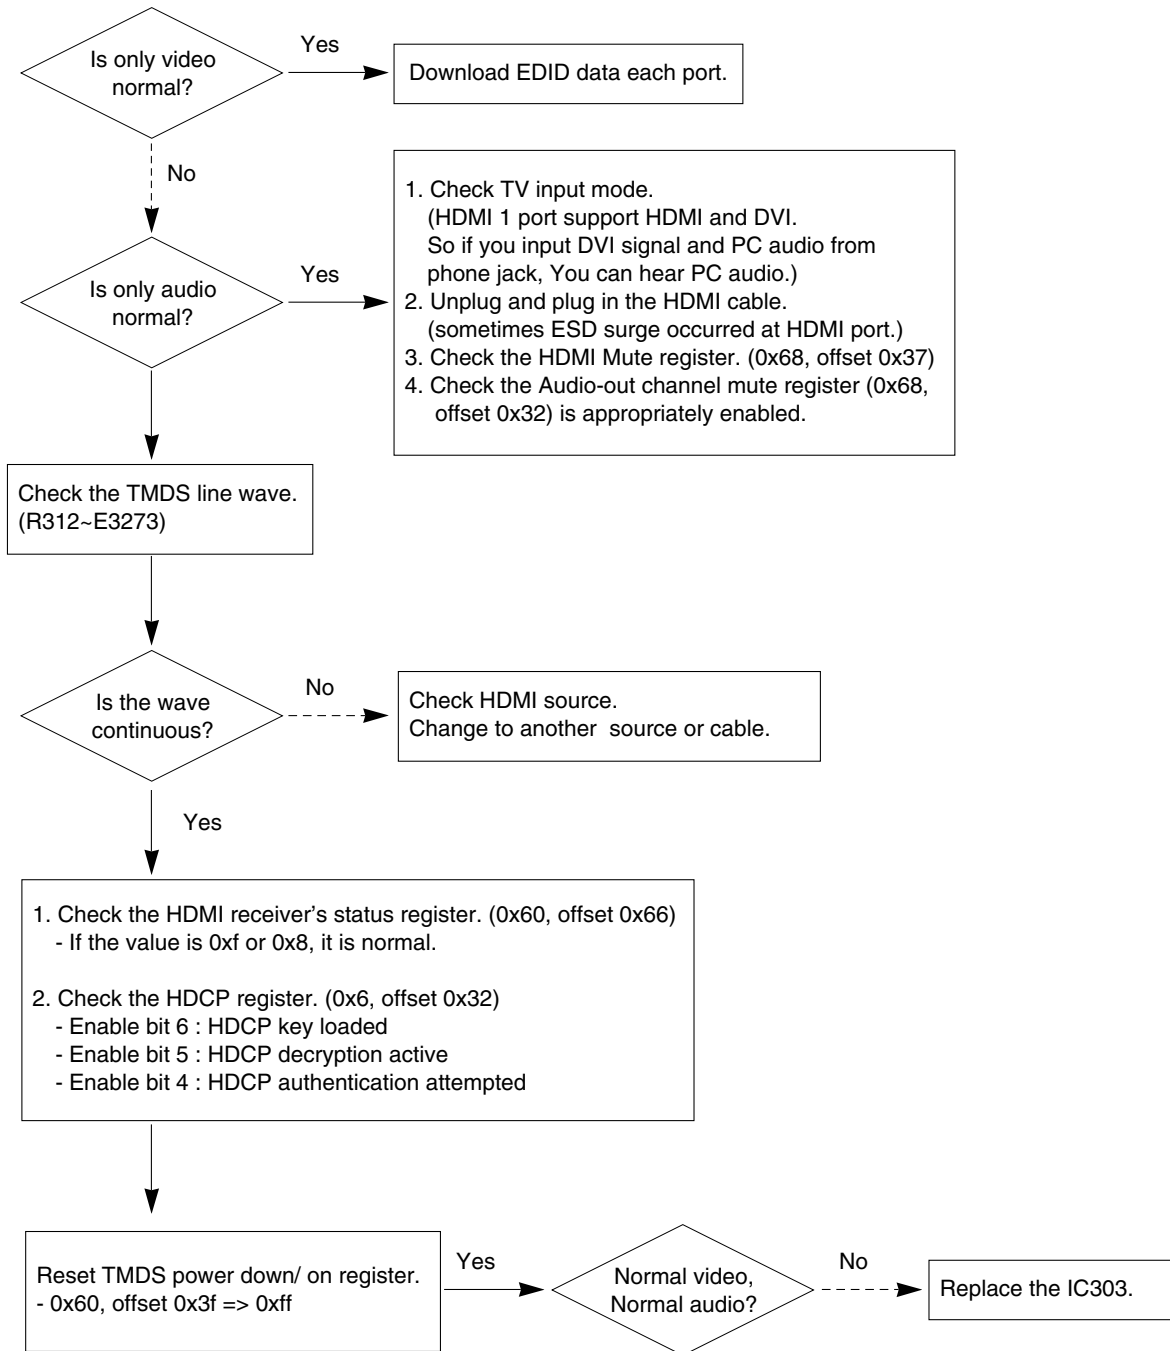 Is only video
normal?
Yes
Download EDID data each port.
No
Is only audio
normal?
Yes
1. Check TV input mode.
(HDMI 1 port support HDMI and DVI.
So if you input DVI signal and PC audio from
phone jack, You can hear PC audio.)
2. Unplug and plug in the HDMI cable.
(sometimes ESD surge occurred at HDMI port.)
3. Check the HDMI Mute register. (0x68, offset 0x37)
4. Check the Audio-out channel mute register (0x68,
offset 0x32) is appropriately enabled.
Check the TMDS line wave.
(R312~E3273)
Is the wave
continuous?
No
Check HDMI source.
Change to another source or cable.
Yes
1. Check the HDMI receiver's status register. (0x60, offset 0x66)
- If the value is 0xf or 0x8, it is normal.
2. Check the HDCP register. (0x6, offset 0x32)
- Enable bit 6 : HDCP key loaded
- Enable bit 5 : HDCP decryption active
- Enable bit 4 : HDCP authentication attempted
Reset TMDS power down/ on register.
- 0x60, offset 0x3f => 0xff
Yes
Normal video,
Normal audio?
No
Replace the IC303.